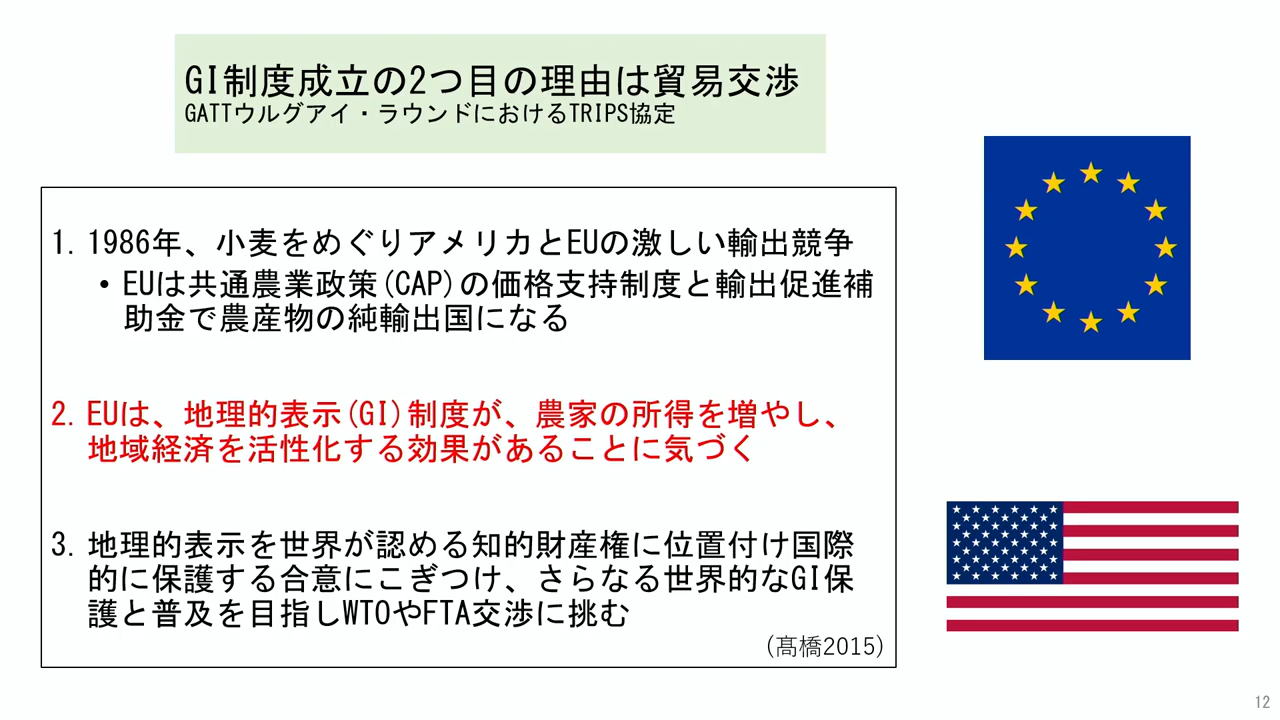 GI制度成立の2つ目の理由は貿易交渉
GATTウルグアイ・ラウンドにおけるTRIPS協定
1. 1986年、小麦をめぐりアメリカとEUの激しい輸出競争
• EUは共通農業政策(CAP)の価格支持制度と輸出促進補
助金で農産物の純輸出国になる
2. EUは、地理的表示(GI)制度が、農家の所得を増やし、
地域経済を活性化する効果があることに気づく
3. 地理的表示を世界が認める知的財産権に位置付け国際
的に保護する合意にこぎつけ、さらなる世界的なGI保
護と普及を目指しWTOやFTA交渉に挑む
(髙橋2015)
12